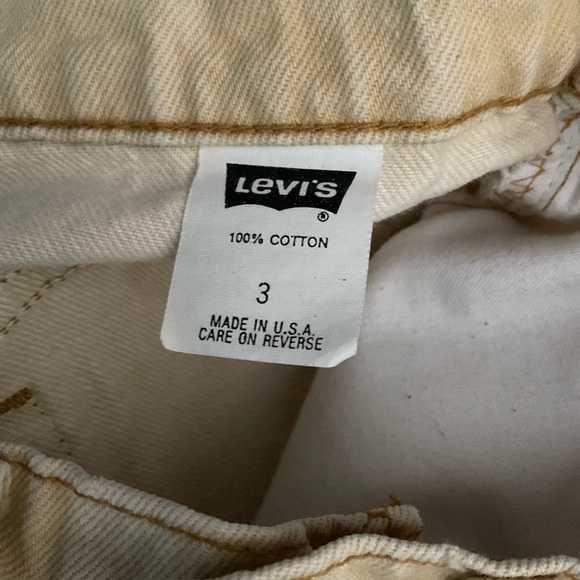 Levi's
®
100% COTTON
3
MADE IN U.S.A.
CARE ON REVERSE